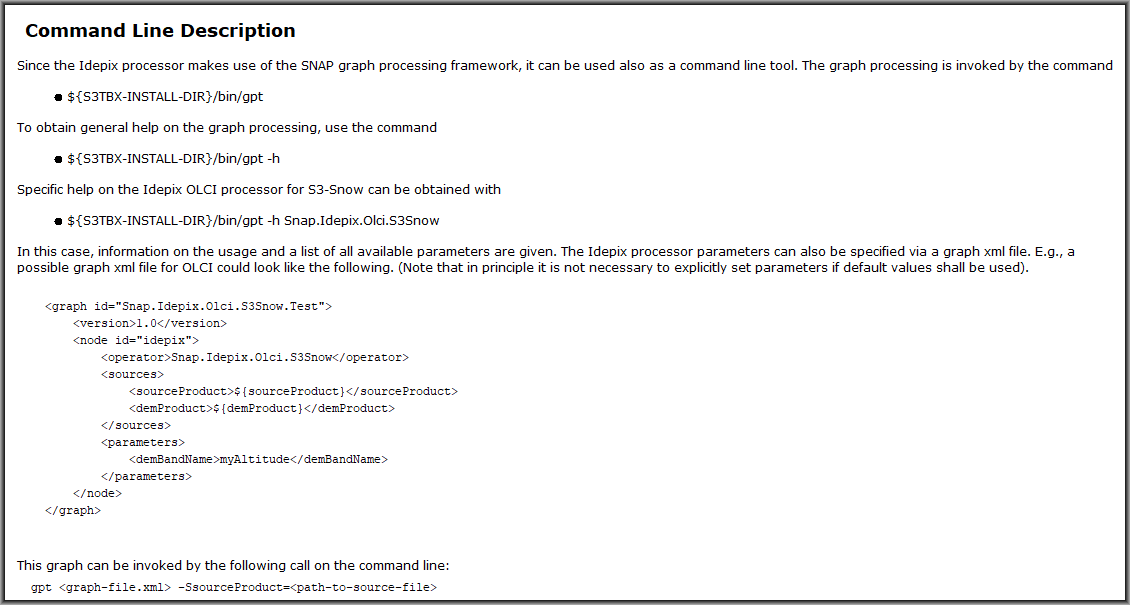 Command Line Description
Since the Idepix processor makes use of the SNAP graph processing framework, it can be used also as a command line tool. The graph processing is invoked by the command
● ${S3TBX-INSTALL-DIR}/bin/gpt
To obtain general help on the graph processing, use the command
● ${S3TBX-INSTALL-DIR}/bin/gpt -h
Specific help on the Idepix OLCI processor for S3-Snow can be obtained with
● ${S3TBX-INSTALL-DIR}/bin/gpt -h Snap.Idepix.Olci.S3Snow
In this case, information on the usage and a list of all available parameters are given. The Idepix processor parameters can also be specified via a graph xml file. E.g., a
possible graph xml file for OLCI could look like the following. (Note that in principle it is not necessary to explicitly set parameters if default values shall be used).
<graph id="Snap.Idepix.Olci.S3Snow.Test">
    <version>1.0</version>
    <node id="idepix">
        <operator>Snap.Idepix.Olci.S3Snow</operator>
        <sources>
            <sourceProduct>${sourceProduct}</sourceProduct>
            <demProduct>${demProduct}</demProduct>
        </sources>
        <parameters>
            <demBandName>myAltitude</demBandName>
        </parameters>
    </node>
</graph>
This graph can be invoked by the following call on the command line:
gpt <graph-file.xml> -SsourceProduct=<path-to-source-file>